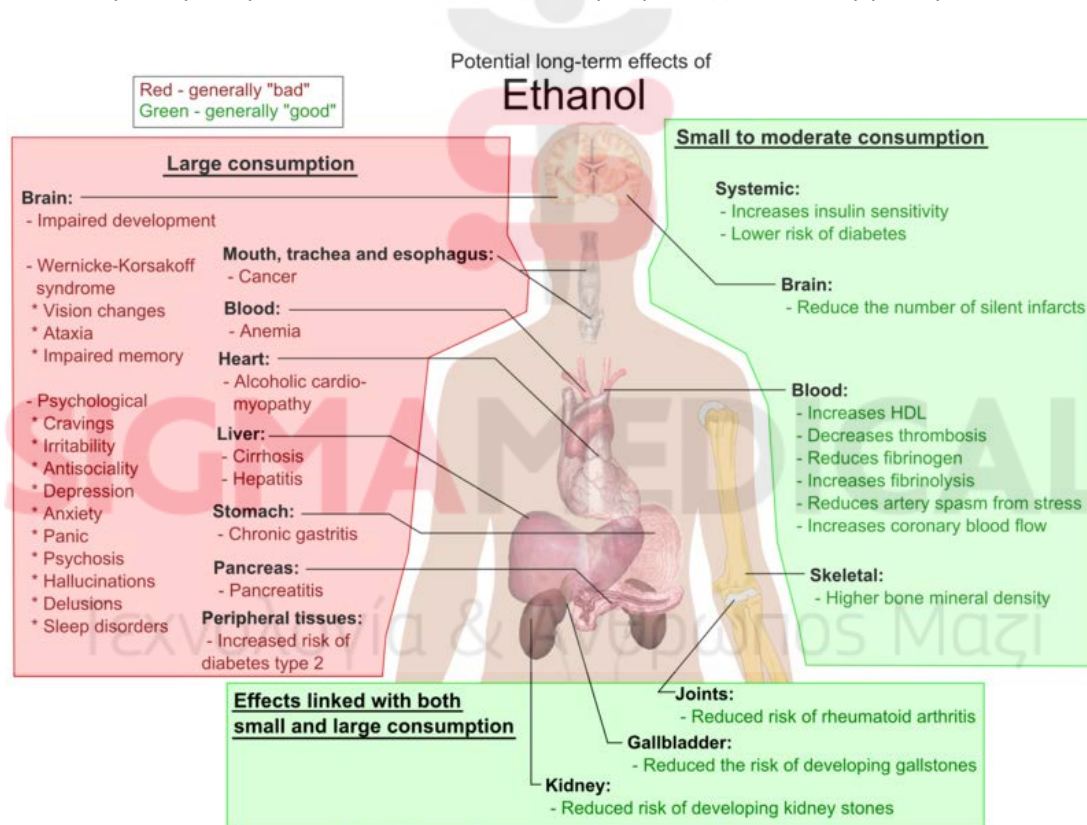 Potential long-term effects of
Ethanol
Red - generally "bad"
Green - generally "good"
Large consumption
Brain:
- Impaired development
- Wernicke-Korsakoff
syndrome
* Vision changes
* Ataxia
* Impaired memory
- Psychological
* Cravings
* Irritability
* Antisociality
* Depression
* Anxiety
* Panic
* Psychosis
* Hallucinations
* Delusions
* Sleep disorders
Mouth, trachea and esophagus:
- Cancer
Blood:
- Anemia
Heart:
- Alcoholic cardio-
myopathy
Liver:
- Cirrhosis
- Hepatitis
Stomach:
- Chronic gastritis
Pancreas:
- Pancreatitis
Peripheral tissues:
- Increased risk of
diabetes type 2
Small to moderate consumption
Systemic:
- Increases insulin sensitivity
- Lower risk of diabetes
Brain:
- Reduce the number of silent infarcts
Blood:
- Increases HDL
- Decreases thrombosis
- Reduces fibrinogen
- Increases fibrinolysis
- Reduces artery spasm from stress
- Increases coronary blood flow
Skeletal:
- Higher bone mineral density
Effects linked with both
small and large consumption
Joints:
- Reduced risk of rheumatoid arthritis
Gallbladder:
- Reduced the risk of developing gallstones
Kidney:
- Reduced risk of developing kidney stones
SIGMAMEDICAL
Τεχνολογία & Άνθρωπος Μαζί